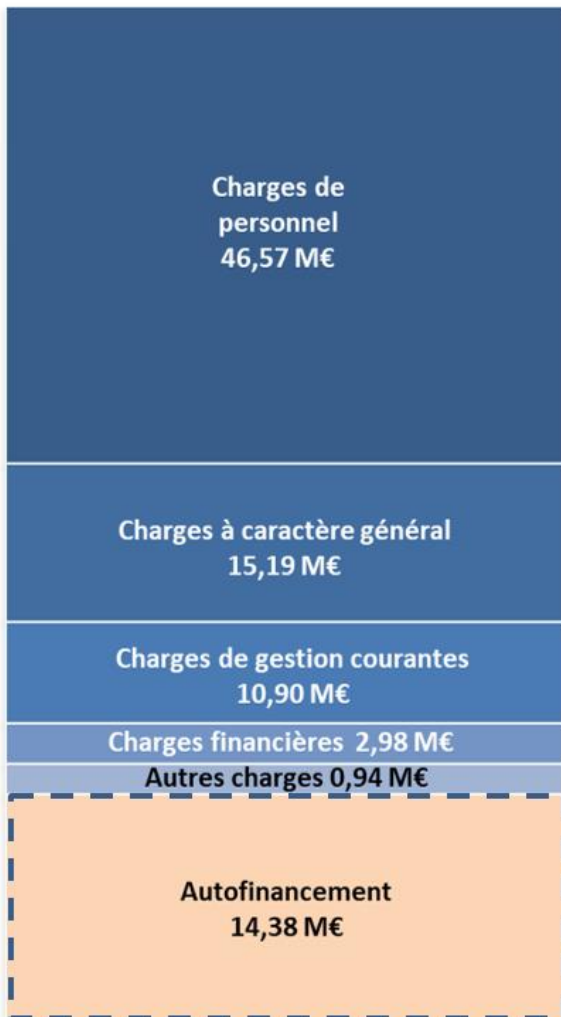 Charges de
personnel
46,57 M€
Charges à caractère général
15,19 M€
Charges de gestion courantes
10,90 M€
Charges financières 2,98 M€
Autres charges 0,94 M€
Autofinancement
14,38 M€